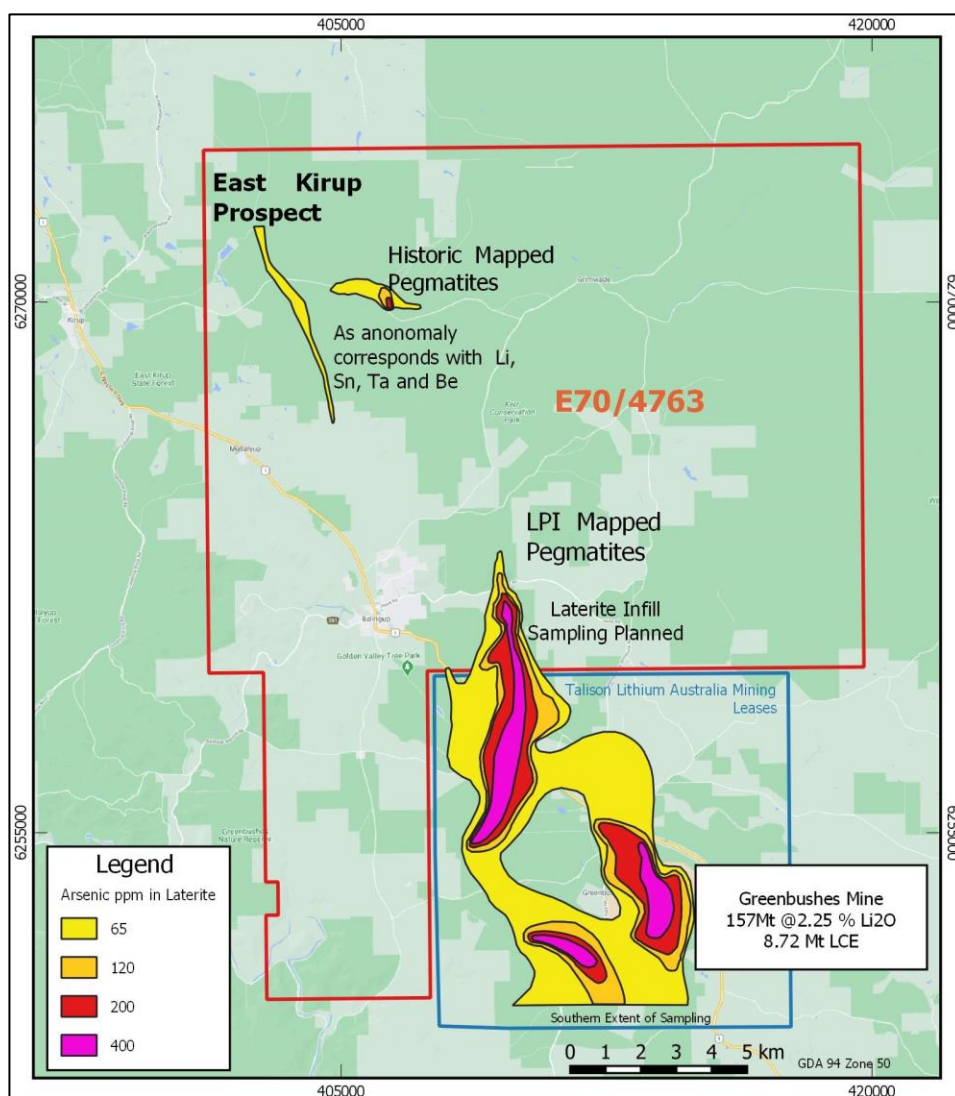 405000
420000
East Kirup
Prospect
Historic Mapped
Pegmatites
6270000
6270000
Grimwade
Kirup
As anonomaly
corresponds with Li,
Sn, Ta and Be
East Kirup
State Forest
Kerr
Conservation
Park
E70/4763
Mullalyup
LPI Mapped
Pegmatites
Laterite Infill
Sampling Planned
Balingup
Golden Valley Tree Park
Talison Lithium Australia Mining
Leases
6255000
6255000
Greenbushes
Nature Reserve
Legend
Arsenic ppm in Laterite
65
120
200
400
Greenbushes Mine
157Mt @2.25 % Li2O
8.72 Mt LCE
Southern Extent of Sampling
0 1 2 3 4 5 km
GDA 94 Zone 50
405000
420000